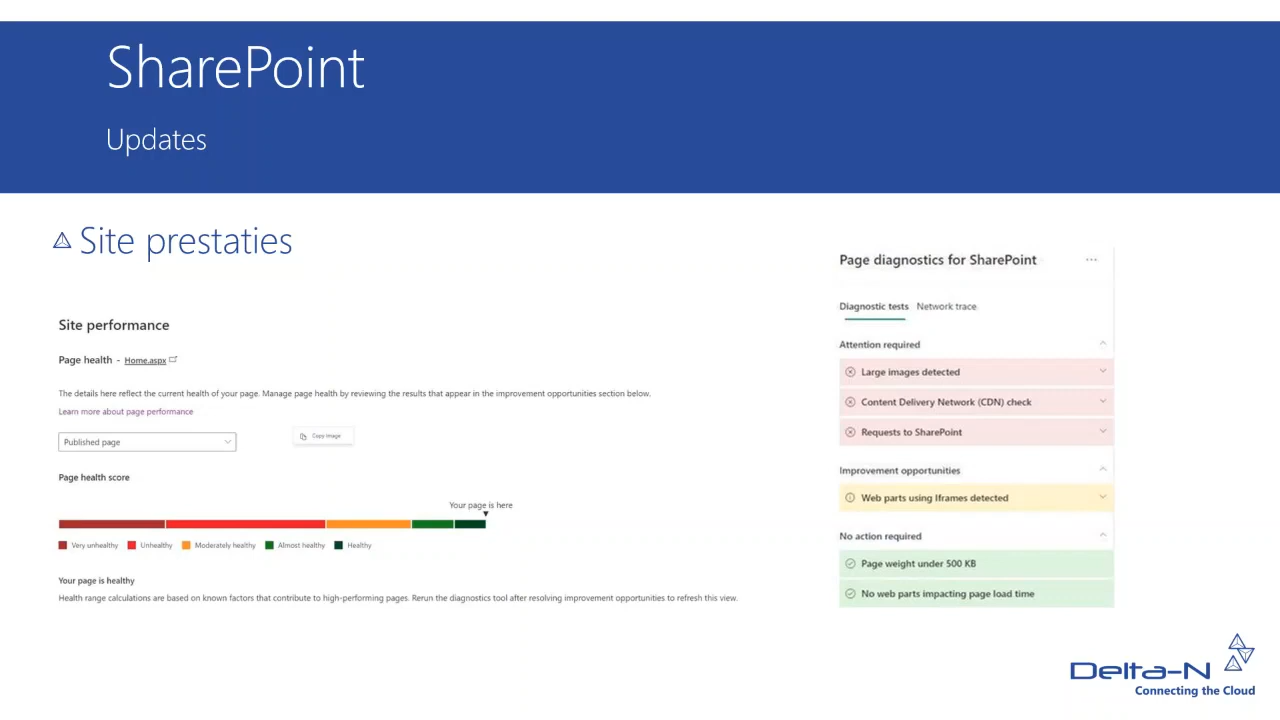 SharePoint
Updates
Site prestaties
Site performance
Page health - Home.aspx
The details here reflect the current health of your page. Manage page health by reviewing the results that appear in the improvement opportunities section below.
Learn more about page performance
Published page
Copy image
Page health score
Your page is here
Very unhealthy Unhealthy Moderately healthy Almost healthy Healthy
Your page is healthy
Health range calculations are based on known factors that contribute to high-performing pages. Rerun the diagnostics tool after resolving improvement opportunities to refresh this view.
Page diagnostics for SharePoint
Diagnostic tests Network trace
Attention required
Large images detected
Content Delivery Network (CDN) check
Requests to SharePoint
Improvement opportunities
Web parts using Iframes detected
No action required
Page weight under 500 KB
No web parts impacting page load time
Delta-N
Connecting the Cloud